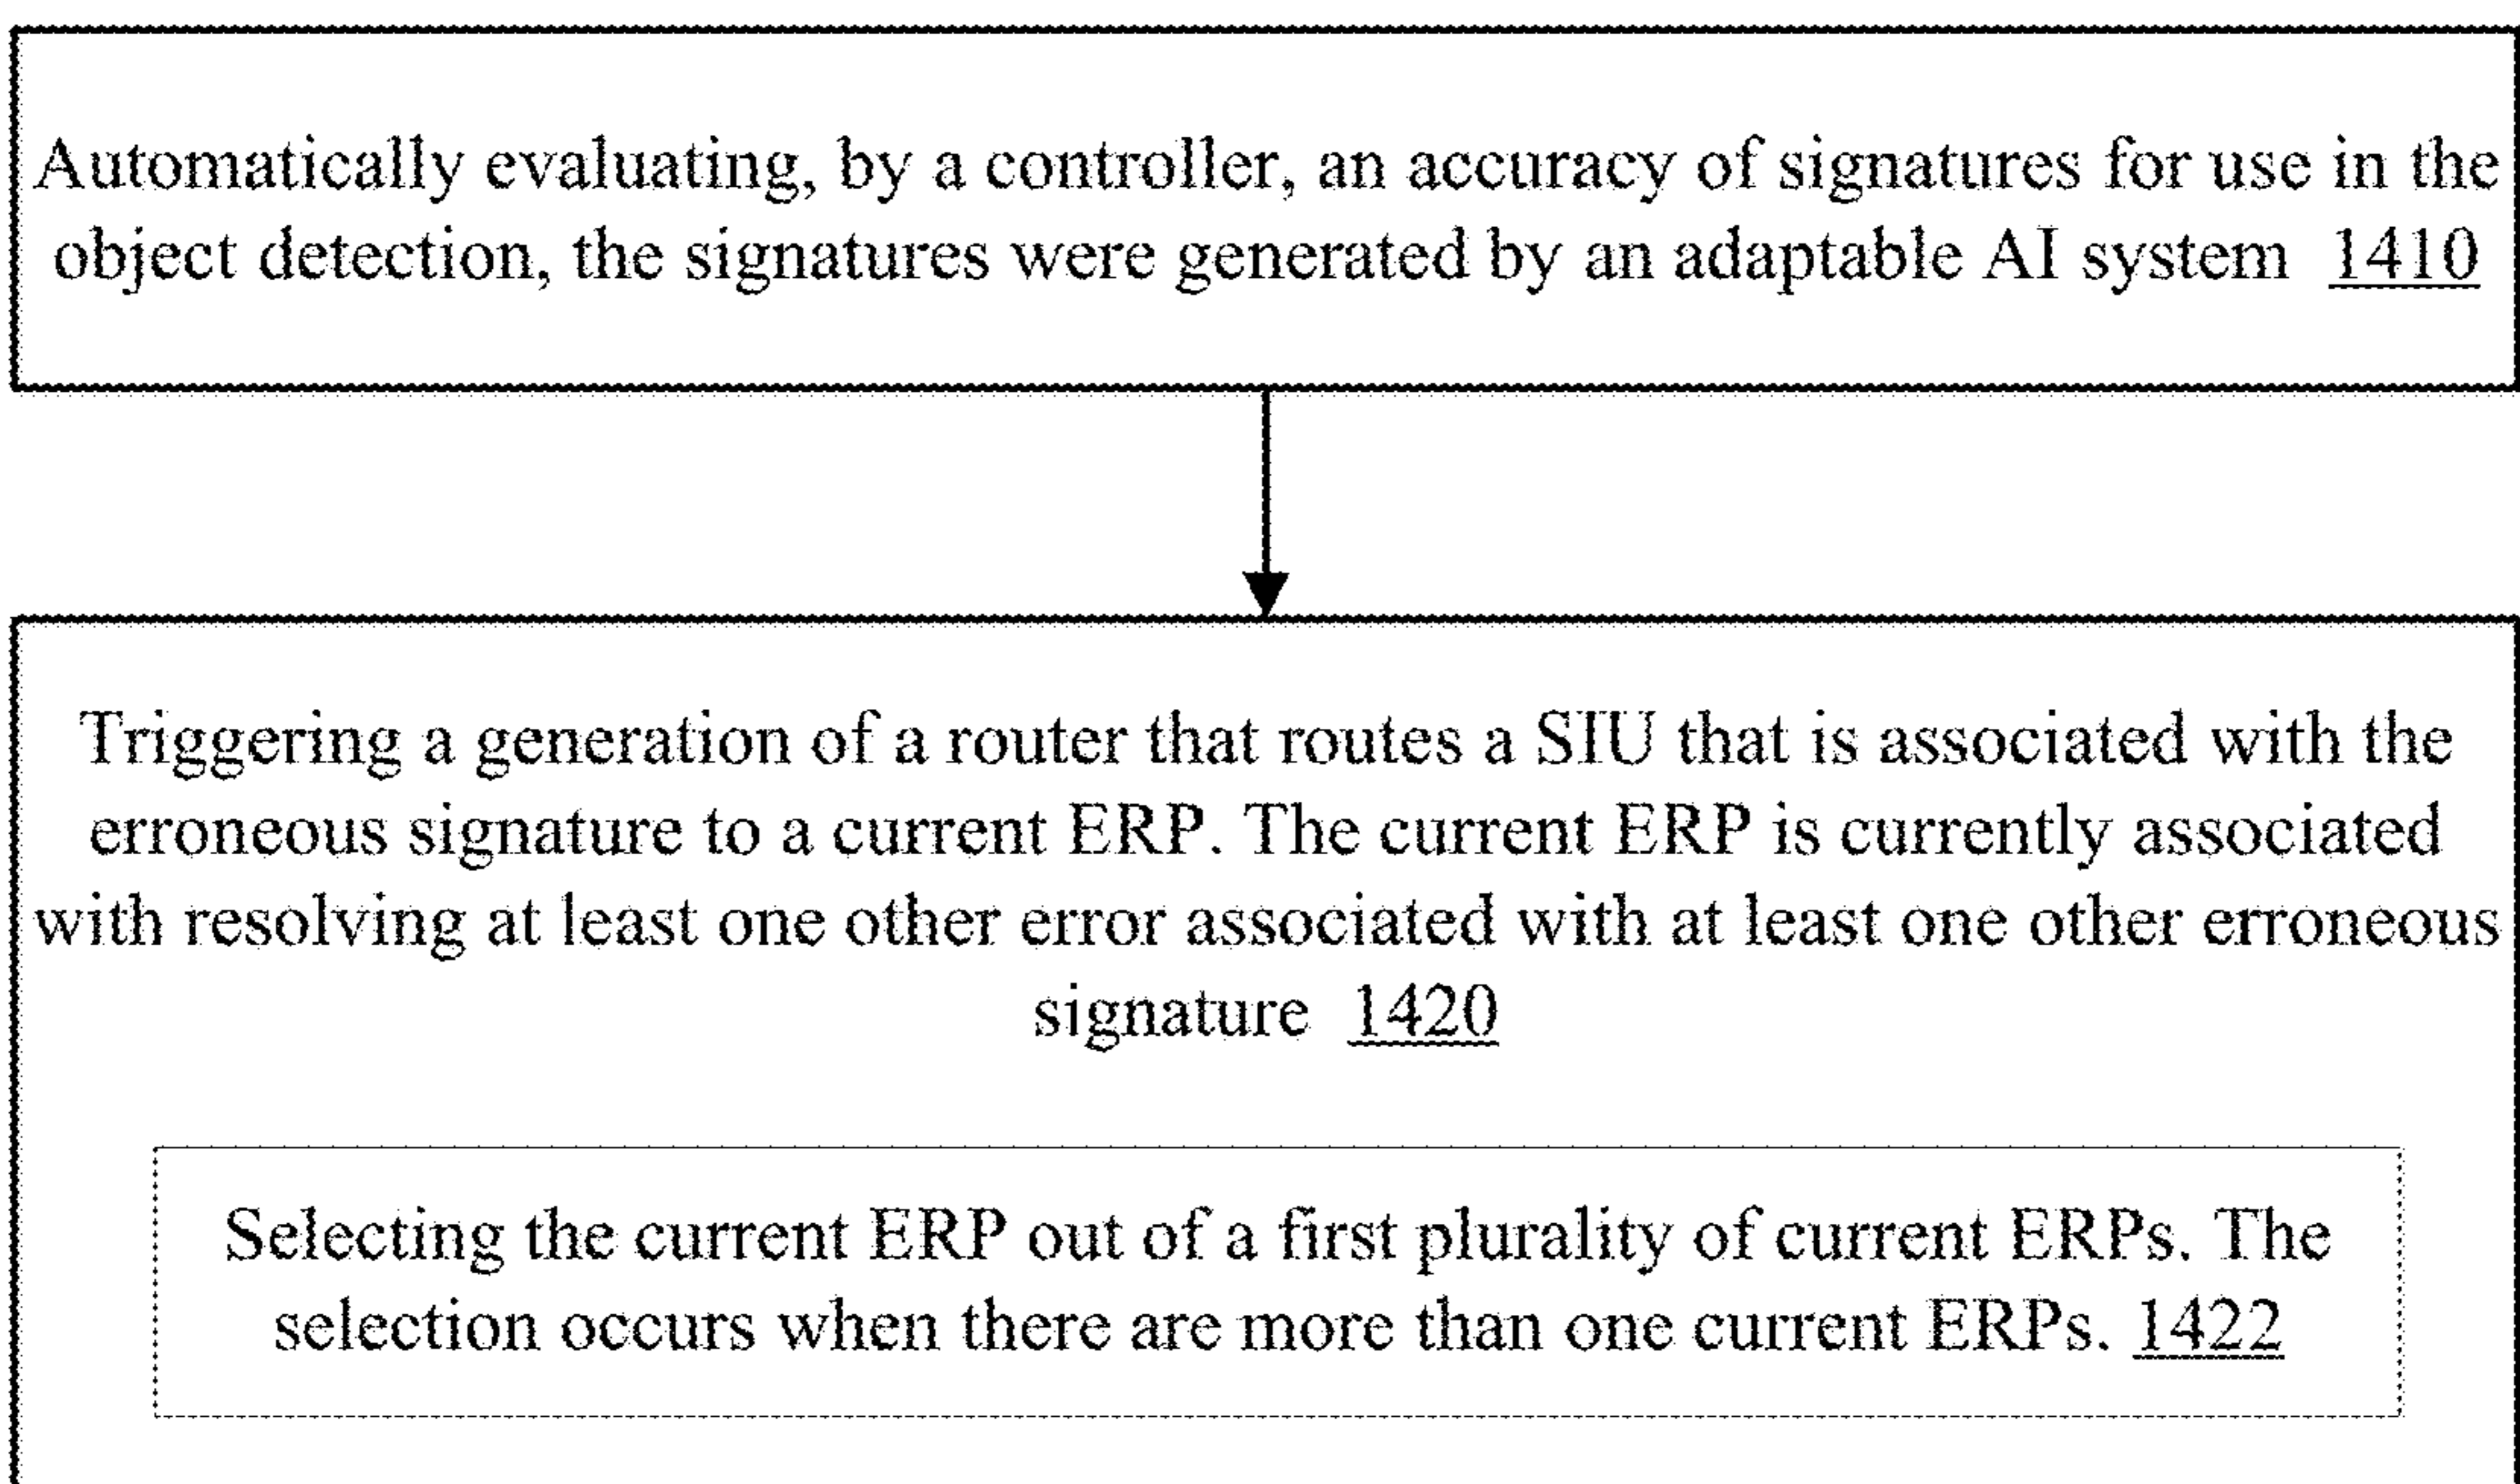 Automatically evaluating, by a controller, an accuracy of signatures for use in the
object detection, the signatures were generated by an adaptable AI system 1410
Triggering a generation of a router that routes a SIU that is associated with the
erroneous signature to a current ERP. The current ERP is currently associated
with resolving at least one other error associated with at least one other erroneous
signature 1420
Selecting the current ERP out of a first plurality of current ERPs. The
selection occurs when there are more than one current ERPs. 1422